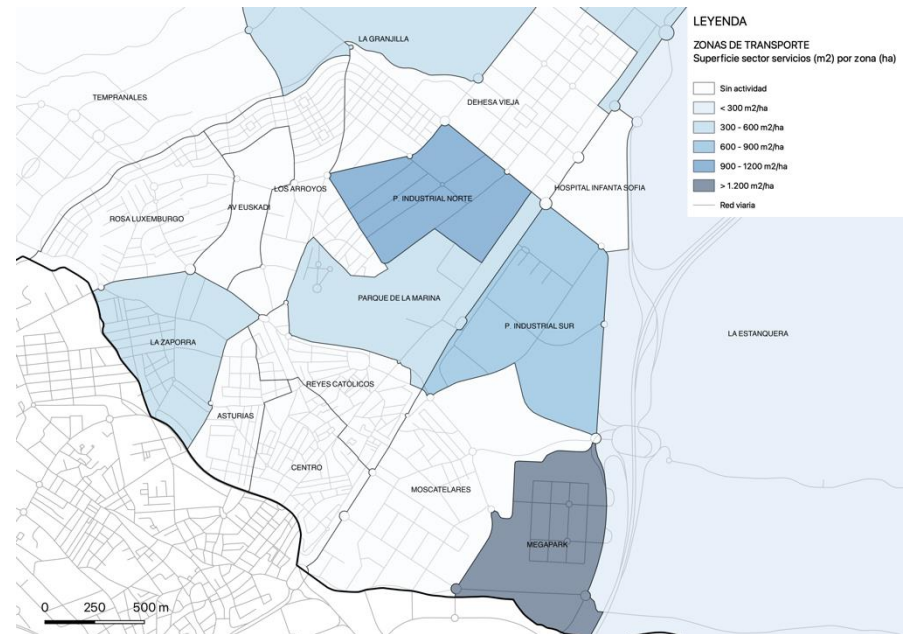 LEYENDA
ZONAS DE TRANSPORTE
Superficie sector servicios (m2) por zona (ha)
Sin actividad
< 300 m2/ha
300 - 600 m2/ha
600 - 900 m2/ha
900 - 1200 m2/ha
> 1.200 m2/ha
Red viaria
LA GRANJILLA
TEMPRANALES
DEHESA VIEJA
LOS ARROYOS
HOSPITAL INFANTA SOFIA
P. INDUSTRIAL NORTE
AV EUSKADI
ROSA LUXEMBURGO
PARQUE DE LA MARINA
P. INDUSTRIAL SUR
LA ESTANQUERA
LA ZAPORRA
REYES CATÓLICOS
ASTURIAS
CENTRO
MOSCATELARES
MEGAPARK
0 250 500 m